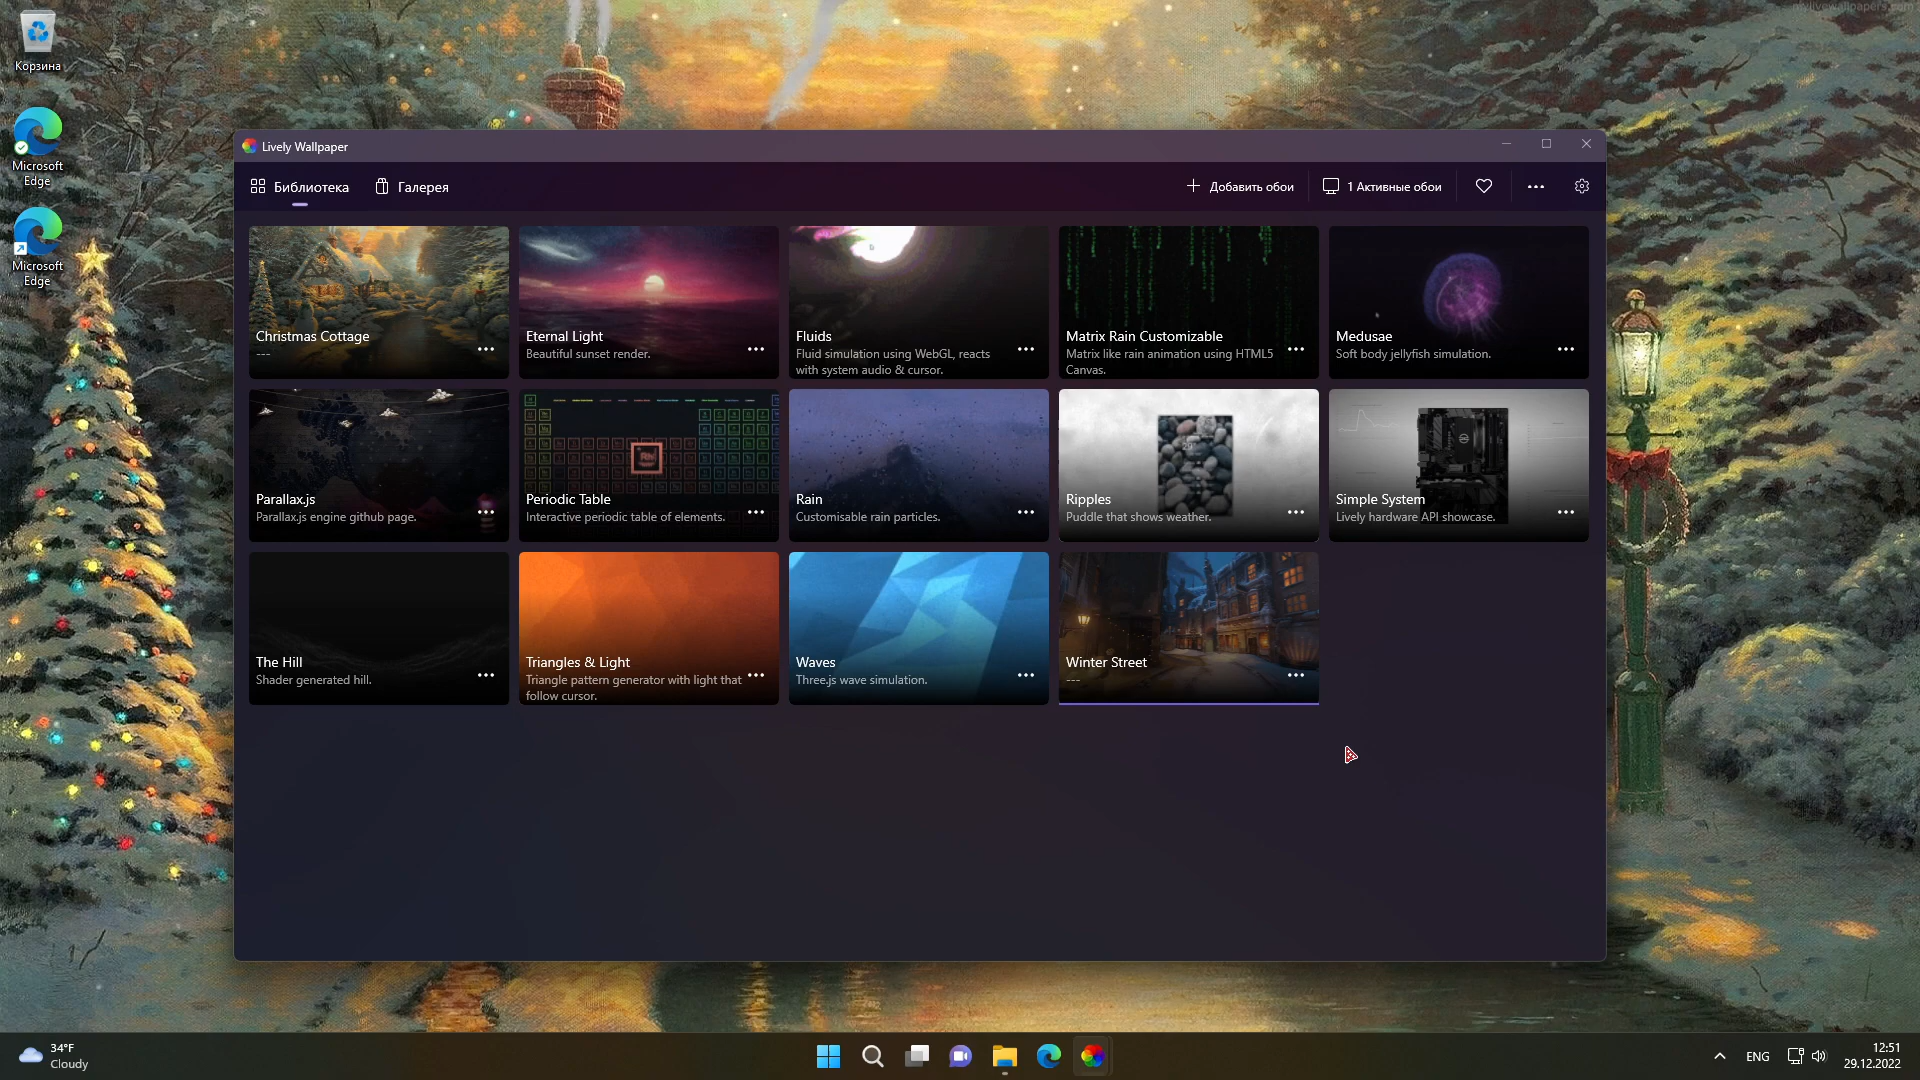 mylivewallpapers.com
Корзина
Microsoft
Edge
Microsoft
Edge
Lively Wallpaper
Библиотека
Галерея
Добавить обои
1 Активные обои
Christmas Cottage
---
Eternal Light
Beautiful sunset render.
Fluids
Fluid simulation using WebGL, reacts
with system audio & cursor.
Matrix Rain Customizable
Matrix like rain animation using HTML5
Canvas.
Medusae
Soft body jellyfish simulation.
Parallax.js
Parallax.js engine github page.
Periodic Table
Interactive periodic table of elements.
Rain
Customisable rain particles.
Ripples
Puddle that shows weather.
Simple System
Lively hardware API showcase.
The Hill
Shader generated hill.
Triangles & Light
Triangle pattern generator with light that
follow cursor.
Waves
Three.js wave simulation.
Winter Street
---
34°F
Cloudy
ENG
12:51
29.12.2022